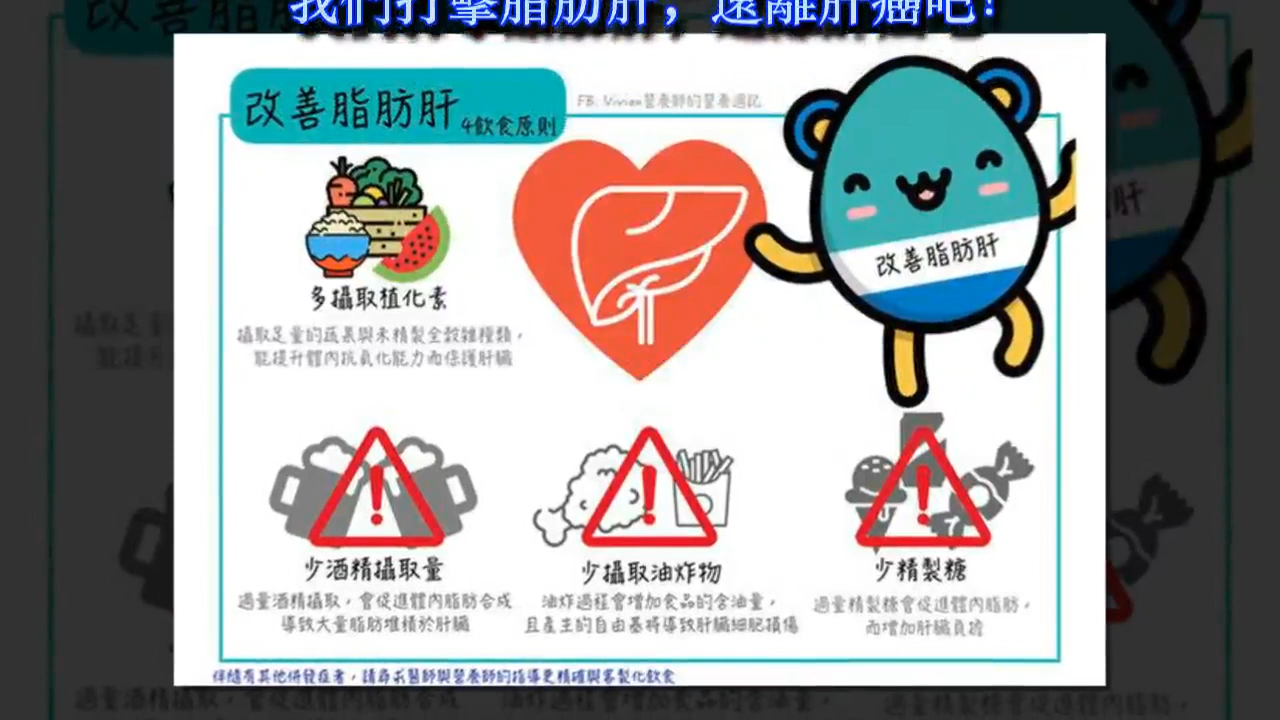 我們打擊脂肪肝，遠離肝癌吧！
改善脂肪肝 4飲食原則
FB: Vivian營養師的營養週記
改善脂肪肝
多攝取植化素
攝取足量的蔬果與未精製全穀雜糧類，
能提升體內抗氧化能力而保護肝臟
少酒精攝取量
過量酒精攝取，會促進體內脂肪合成
導致大量脂肪堆積於肝臟
少攝取油炸物
油炸過程會增加食品的含油量，
且產生的自由基將導致肝臟細胞損傷
少精製糖
過量精製糖會促進體內脂肪，
而增加肝臟負擔
伴隨有其他併發症者，請尋求醫師與營養師的指導更精確與客製化飲食